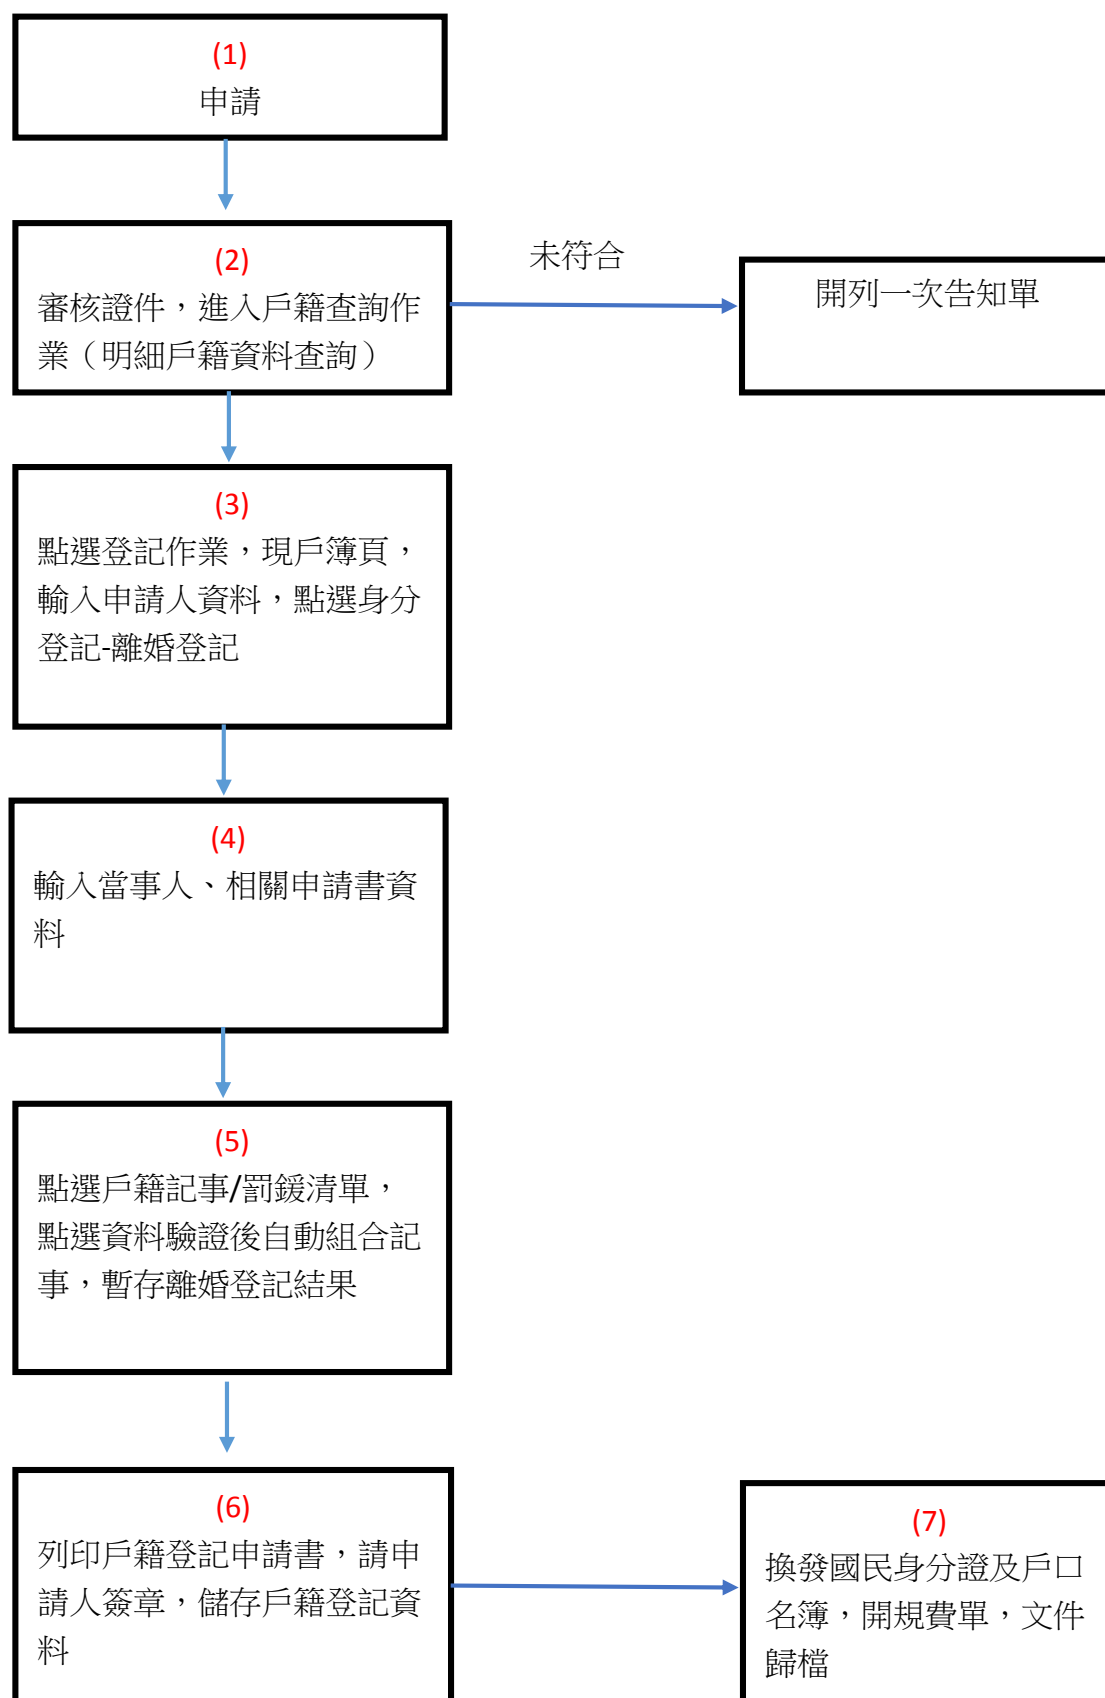 (1)
申請
(2)
審核證件，進入戶籍查詢作
業（明細戶籍資料查詢）
未符合
開列一次告知單
(3)
點選登記作業，現戶簿頁，
輸入申請人資料，點選身分
登記-離婚登記
(4)
輸入當事人、相關申請書資
料
(5)
點選戶籍記事/罰鍰清單，
點選資料驗證後自動組合記
事，暫存離婚登記結果
(6)
列印戶籍登記申請書，請申
請人簽章，儲存戶籍登記資
料
(7)
換發國民身分證及戶口
名簿，開規費單，文件
歸檔